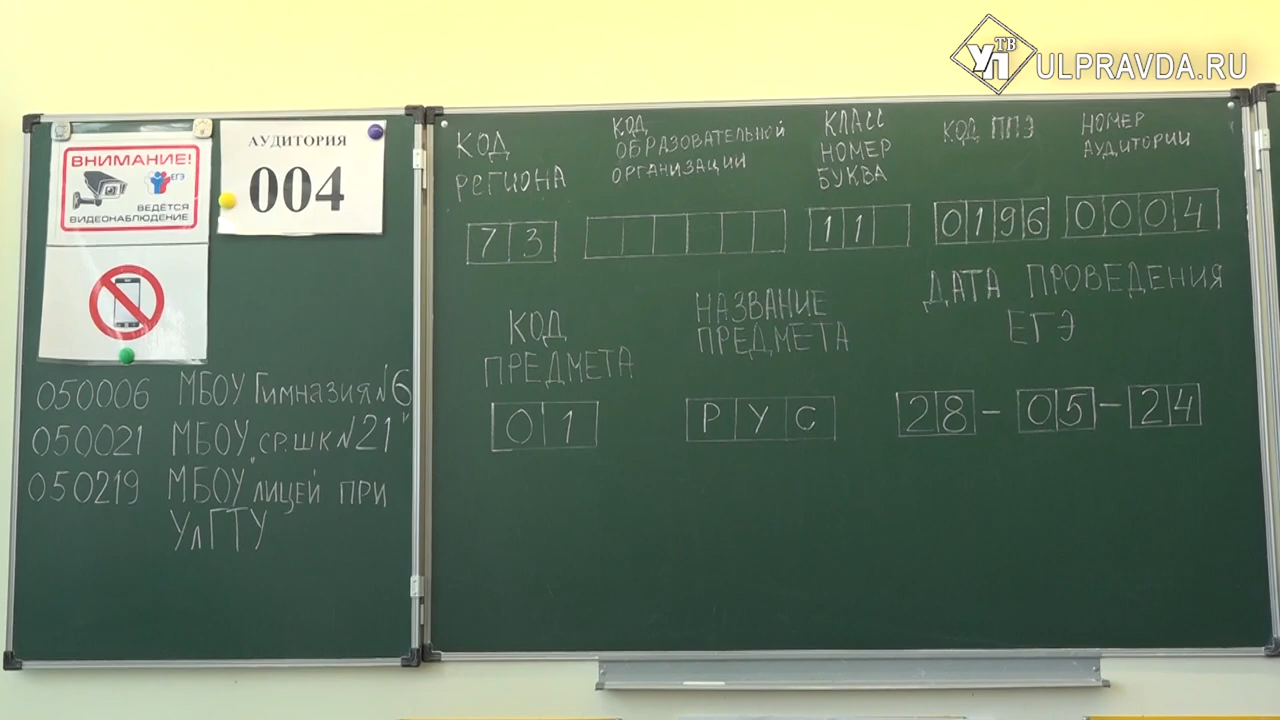 ТВ
УП
ULPRAVDA.RU
ВНИМАНИЕ!
ЕГЭ
ВЕДЁТСЯ
ВИДЕОНАБЛЮДЕНИЕ
АУДИТОРИЯ
004
050006 МБОУ Гимназия №6
050021 МБОУ ср.шк №21
050219 МБОУ "лицей при
УлГТУ"
КОД
РЕГИОНА
73
КОД
ОБРАЗОВАТЕЛЬНОЙ
ОРГАНИЗАЦИИ
КЛАСС
НОМЕР
БУКВА
11
КОД ППЭ
0196
НОМЕР
АУДИТОРИИ
0004
КОД
ПРЕДМЕТА
01
НАЗВАНИЕ
ПРЕДМЕТА
РУС
ДАТА ПРОВЕДЕНИЯ
ЕГЭ
28-05-24